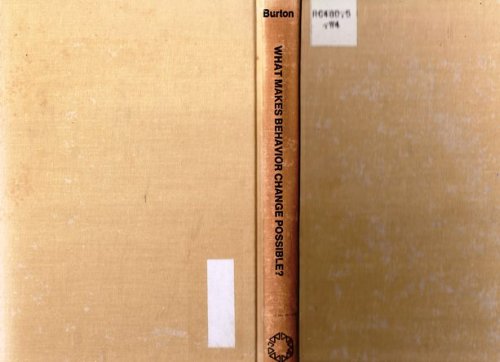 Burton
WHAT MAKES BEHAVIOR CHANGE POSSIBLE?
RC480.5
.W4